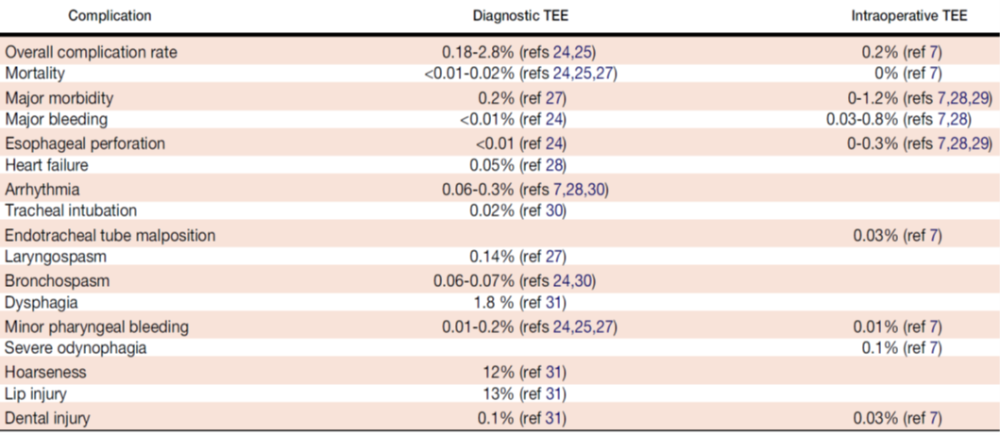 Complication Diagnostic TEE Intraoperative TEE
Overall complication rate 0.18-2.8% (refs 24,25) 0.2% (ref 7)
Mortality <0.01-0.02% (refs 24,25,27) 0% (ref 7)
Major morbidity 0.2% (ref 27) 0-1.2% (refs 7,28,29)
Major bleeding <0.01% (ref 24) 0.03-0.8% (refs 7,28)
Esophageal perforation <0.01 (ref 24) 0-0.3% (refs 7,28,29)
Heart failure 0.05% (ref 28)
Arrhythmia 0.06-0.3% (refs 7,28,30)
Tracheal intubation 0.02% (ref 30)
Endotracheal tube malposition 0.03% (ref 7)
Laryngospasm 0.14% (ref 27)
Bronchospasm 0.06-0.07% (refs 24,30)
Dysphagia 1.8 % (ref 31)
Minor pharyngeal bleeding 0.01-0.2% (refs 24,25,27) 0.01% (ref 7)
Severe odynophagia 0.1% (ref 7)
Hoarseness 12% (ref 31)
Lip injury 13% (ref 31)
Dental injury 0.1% (ref 31) 0.03% (ref 7)